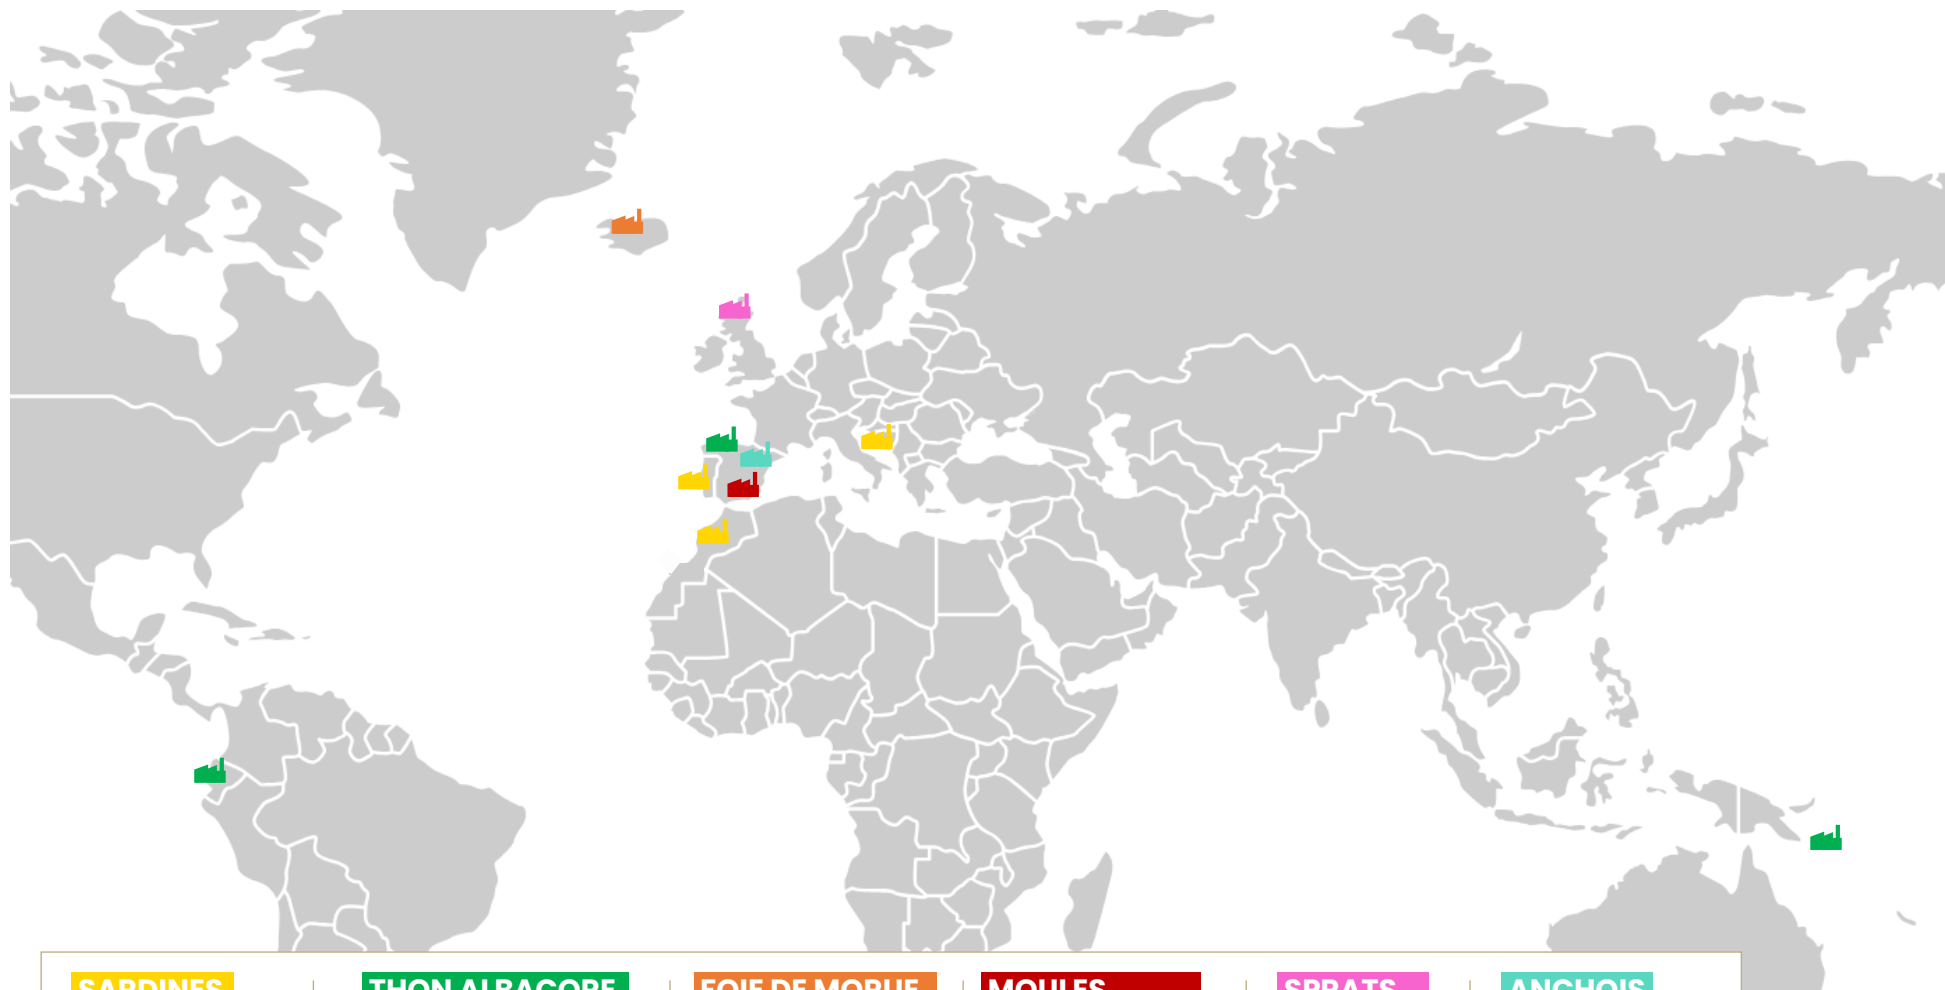 SARDINES
THON ALBACORE
FOIE DE MORUE
MOULES
SPRATS
ANCHOIS